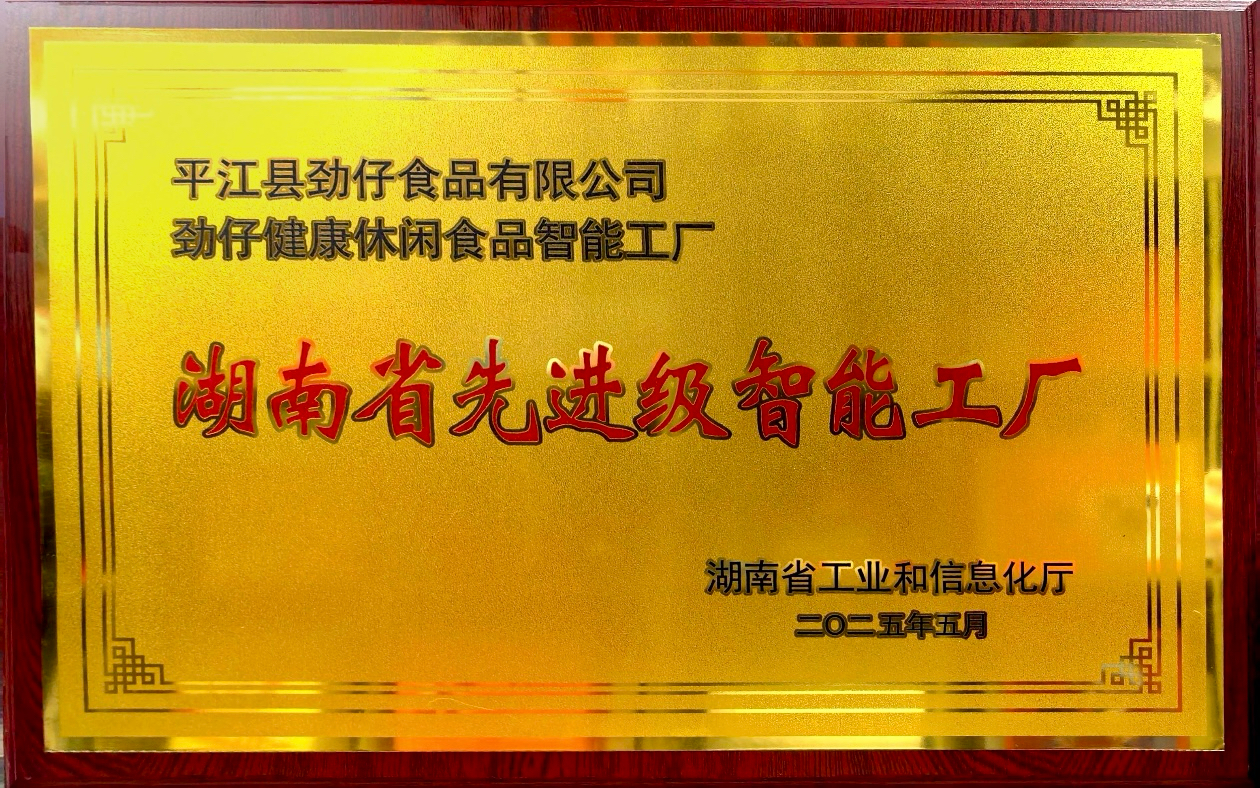 平江县劲仔食品有限公司
劲仔健康休闲食品智能工厂
湖南省先进级智能工厂
湖南省工业和信息化厅
二〇二五年五月